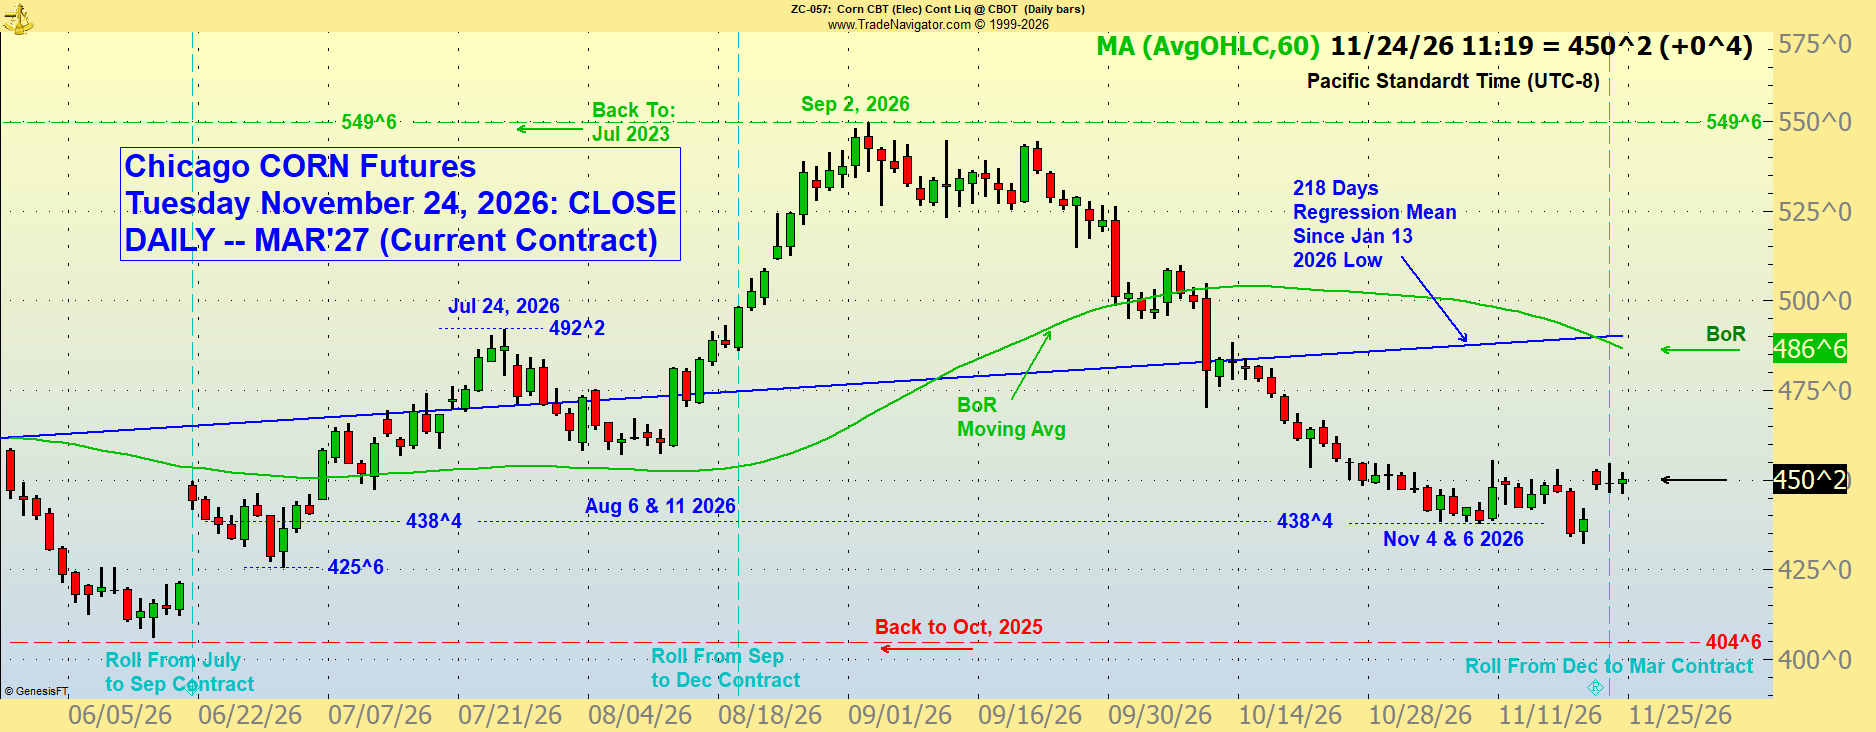 ZC-057: Corn CBT (Elec) Cont Liq @ CBOT (Daily bars)
www.TradeNavigator.com © 1999-2026
MA (AvgOHLC,60) 11/24/26 11:19 = 450^2 (+0^4)
Pacific Standardt Time (UTC-8)
575^0
549^6
Back To:
Jul 2023
Sep 2, 2026
549^6
550^0
Chicago CORN Futures
Tuesday November 24, 2026: CLOSE
DAILY -- MAR'27 (Current Contract)
218 Days
Regression Mean
Since Jan 13
2026 Low
525^0
Jul 24, 2026
492^2
500^0
BoR
486^6
475^0
BoR
Moving Avg
450^2
Aug 6 & 11 2026
438^4
438^4
Nov 4 & 6 2026
425^6
425^0
Back to Oct, 2025
404^6
400^0
Roll From July
to Sep Contract
Roll From Sep
to Dec Contract
Roll From Dec to Mar Contract
R
© GenesisFT
06/05/26 06/22/26 07/07/26 07/21/26 08/04/26 08/18/26 09/01/26 09/16/26 09/30/26 10/14/26 10/28/26 11/11/26 11/25/26